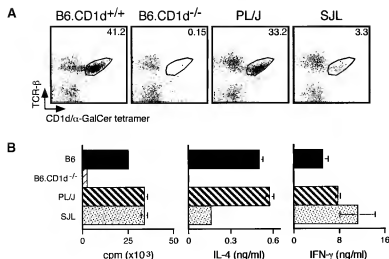 A
B6.CD1d+/+ B6.CD1d-/- PL/J SJL
41.2 0.15 33.2 3.3
TCR-β
CD1d/α-GalCer tetramer
B
B6
B6.CD1d-/-
PL/J
SJL
0 25 50 0 0.3 0.6 0 8 16
cpm (x103) IL-4 (ng/ml) IFN-γ (ng/ml)